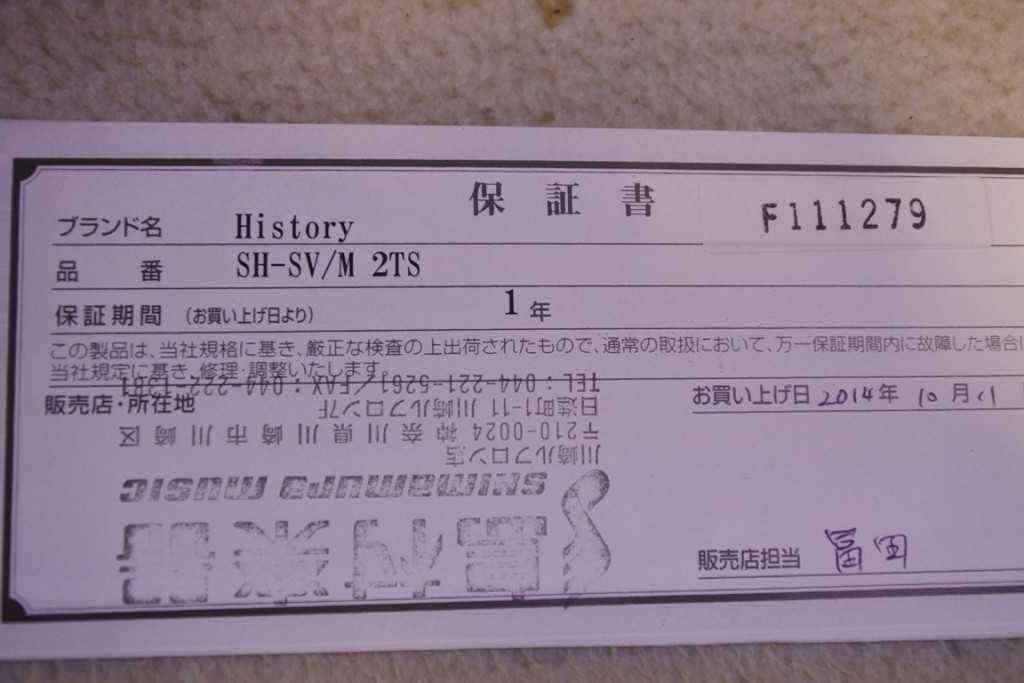 保 証 書
F111279
ブランド名 History
品 番 SH-SV/M 2TS
保証期間 (お買い上げ日より) 1 年
この製品は、当社規格に基き、厳正な検査の上出荷されたもので、通常の取扱において、万一保証期間内に故障した場合は
当社規定に基き、修理・調整いたします。
販売店・所在地
お買い上げ日 2014年 10月 11
販売店担当 冨田
島村楽器
SHIMAMURA MUSIC
川崎ルフロン店
〒210-0024 神奈川県川崎市川崎区
日進町1-11 川崎ルフロン7F
TEL:044-221-5261/FAX:044-222-1381